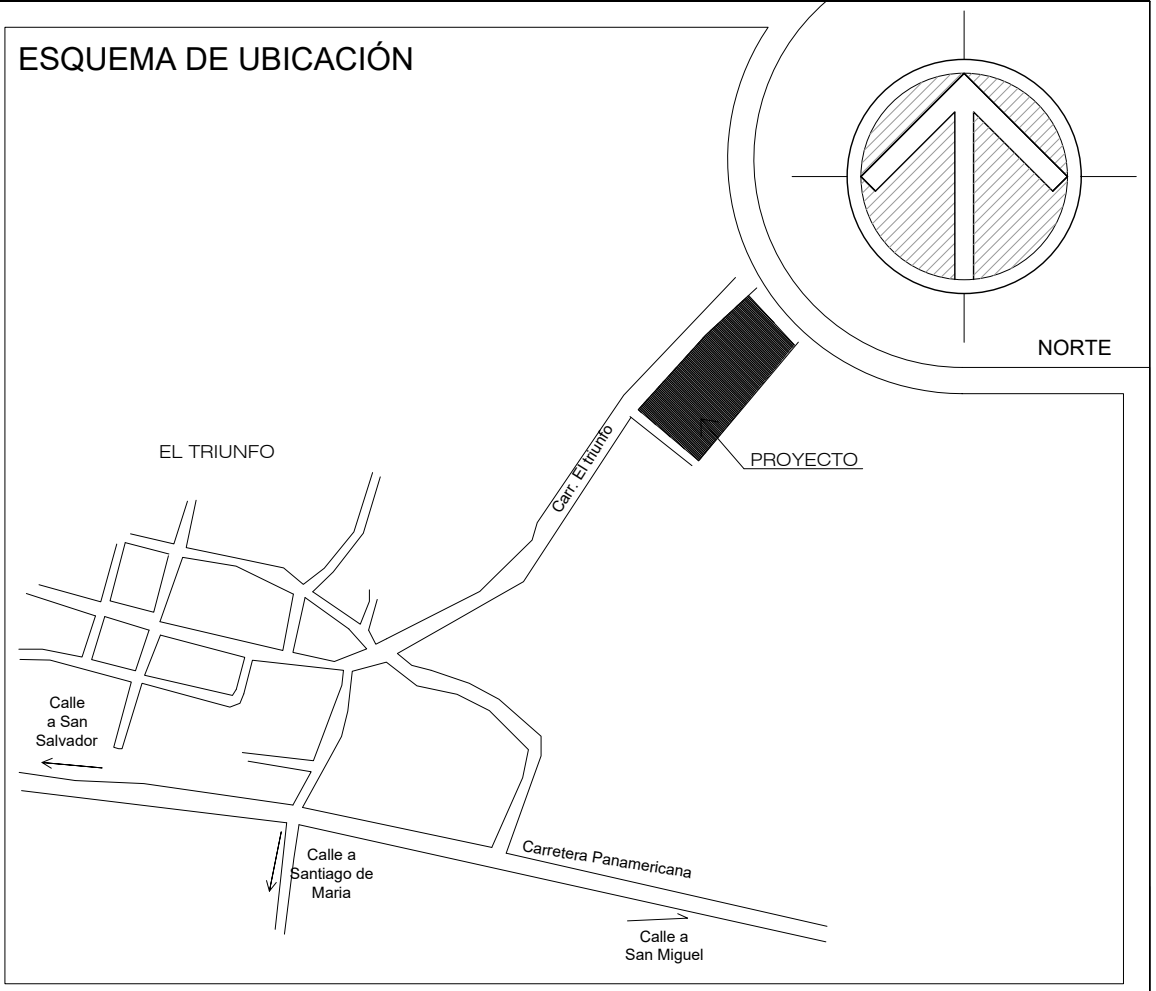 ESQUEMA DE UBICACIÓN
NORTE
EL TRIUNFO
Carr. El triunfo
PROYECTO
Calle
a San
Salvador
Calle a
Santiago de
Maria
Carretera Panamericana
Calle a
San Miguel